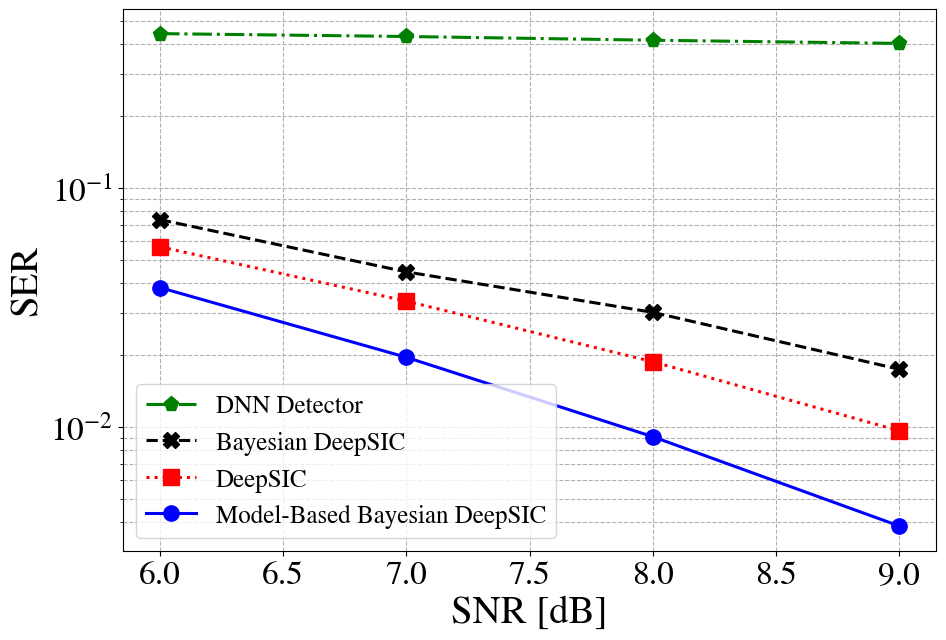 SER
10⁻¹
10⁻²
DNN Detector
Bayesian DeepSIC
DeepSIC
Model-Based Bayesian DeepSIC
6.0 6.5 7.0 7.5 8.0 8.5 9.0
SNR [dB]